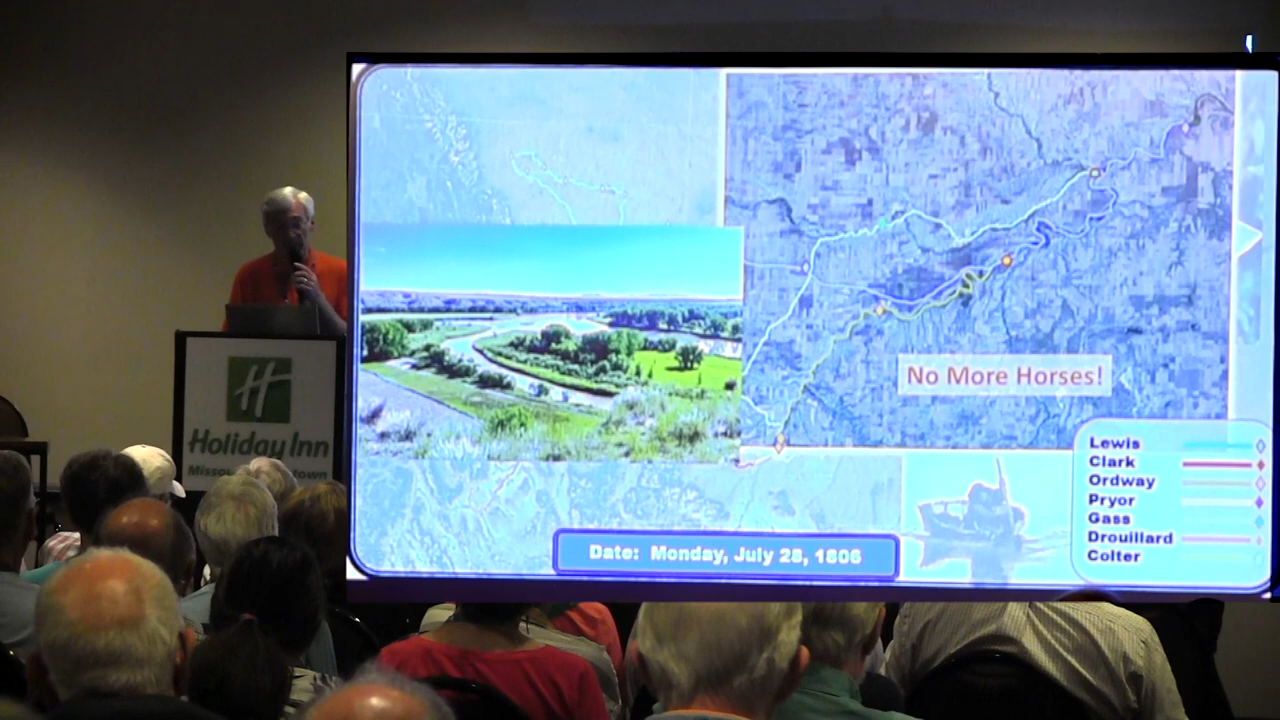 No More Horses!
Lewis
Clark
Ordway
Pryor
Gass
Drouillard
Colter
Date: Monday, July 28, 1806
H
Holiday Inn